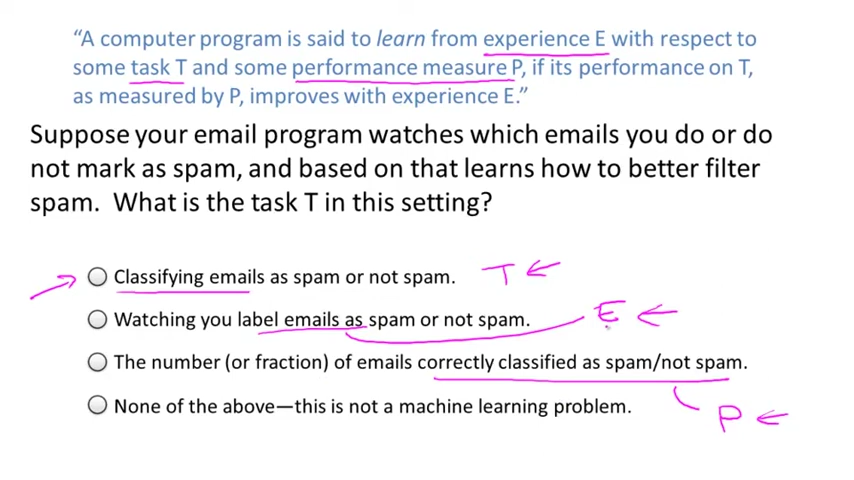 “A computer program is said to learn from experience E with respect to
some task T and some performance measure P, if its performance on T,
as measured by P, improves with experience E.”
Suppose your email program watches which emails you do or do
not mark as spam, and based on that learns how to better filter
spam.  What is the task T in this setting?
Classifying emails as spam or not spam. T
Watching you label emails as spam or not spam. E
The number (or fraction) of emails correctly classified as spam/not spam.
None of the above—this is not a machine learning problem. P